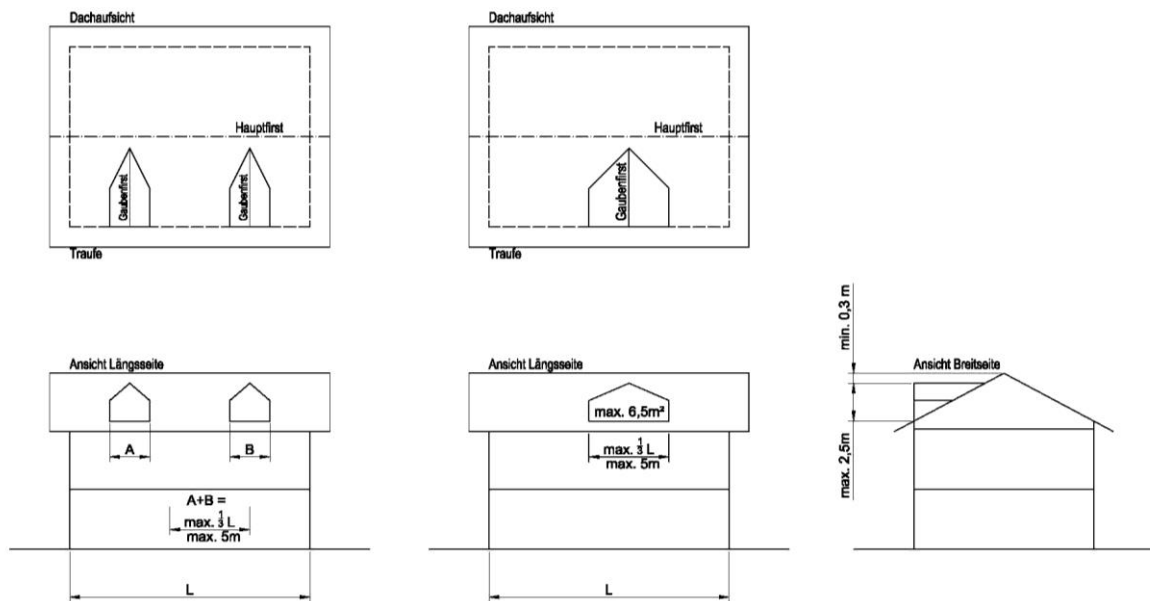 Dachaufsicht
Hauptfirst
Gaubenfirst
Gaubenfirst
Traufe
Dachaufsicht
Hauptfirst
Gaubenfirst
Traufe
Ansicht Längsseite
A
B
A+B =
max. 1/3 L
max. 5m
L
Ansicht Längsseite
max. 6,5m²
max. 1/3 L
max. 5m
L
min. 0,3 m
max. 2,5m
Ansicht Breitseite